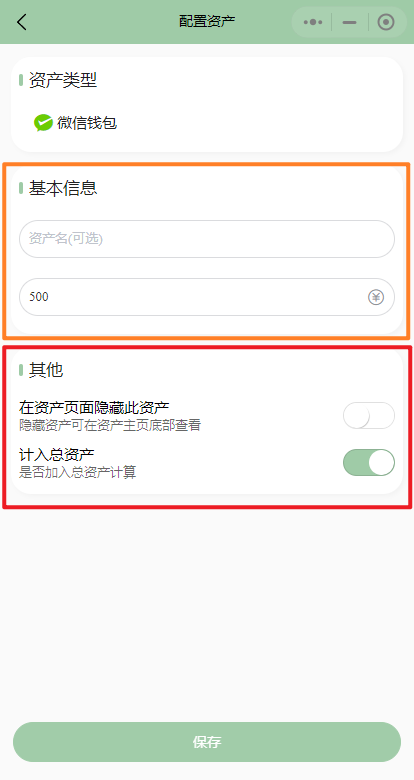 配置资产
资产类型
微信钱包
基本信息
资产名(可选)
500
其他
在资产页面隐藏此资产
隐藏资产可在资产主页底部查看
计入总资产
是否加入总资产计算
保存